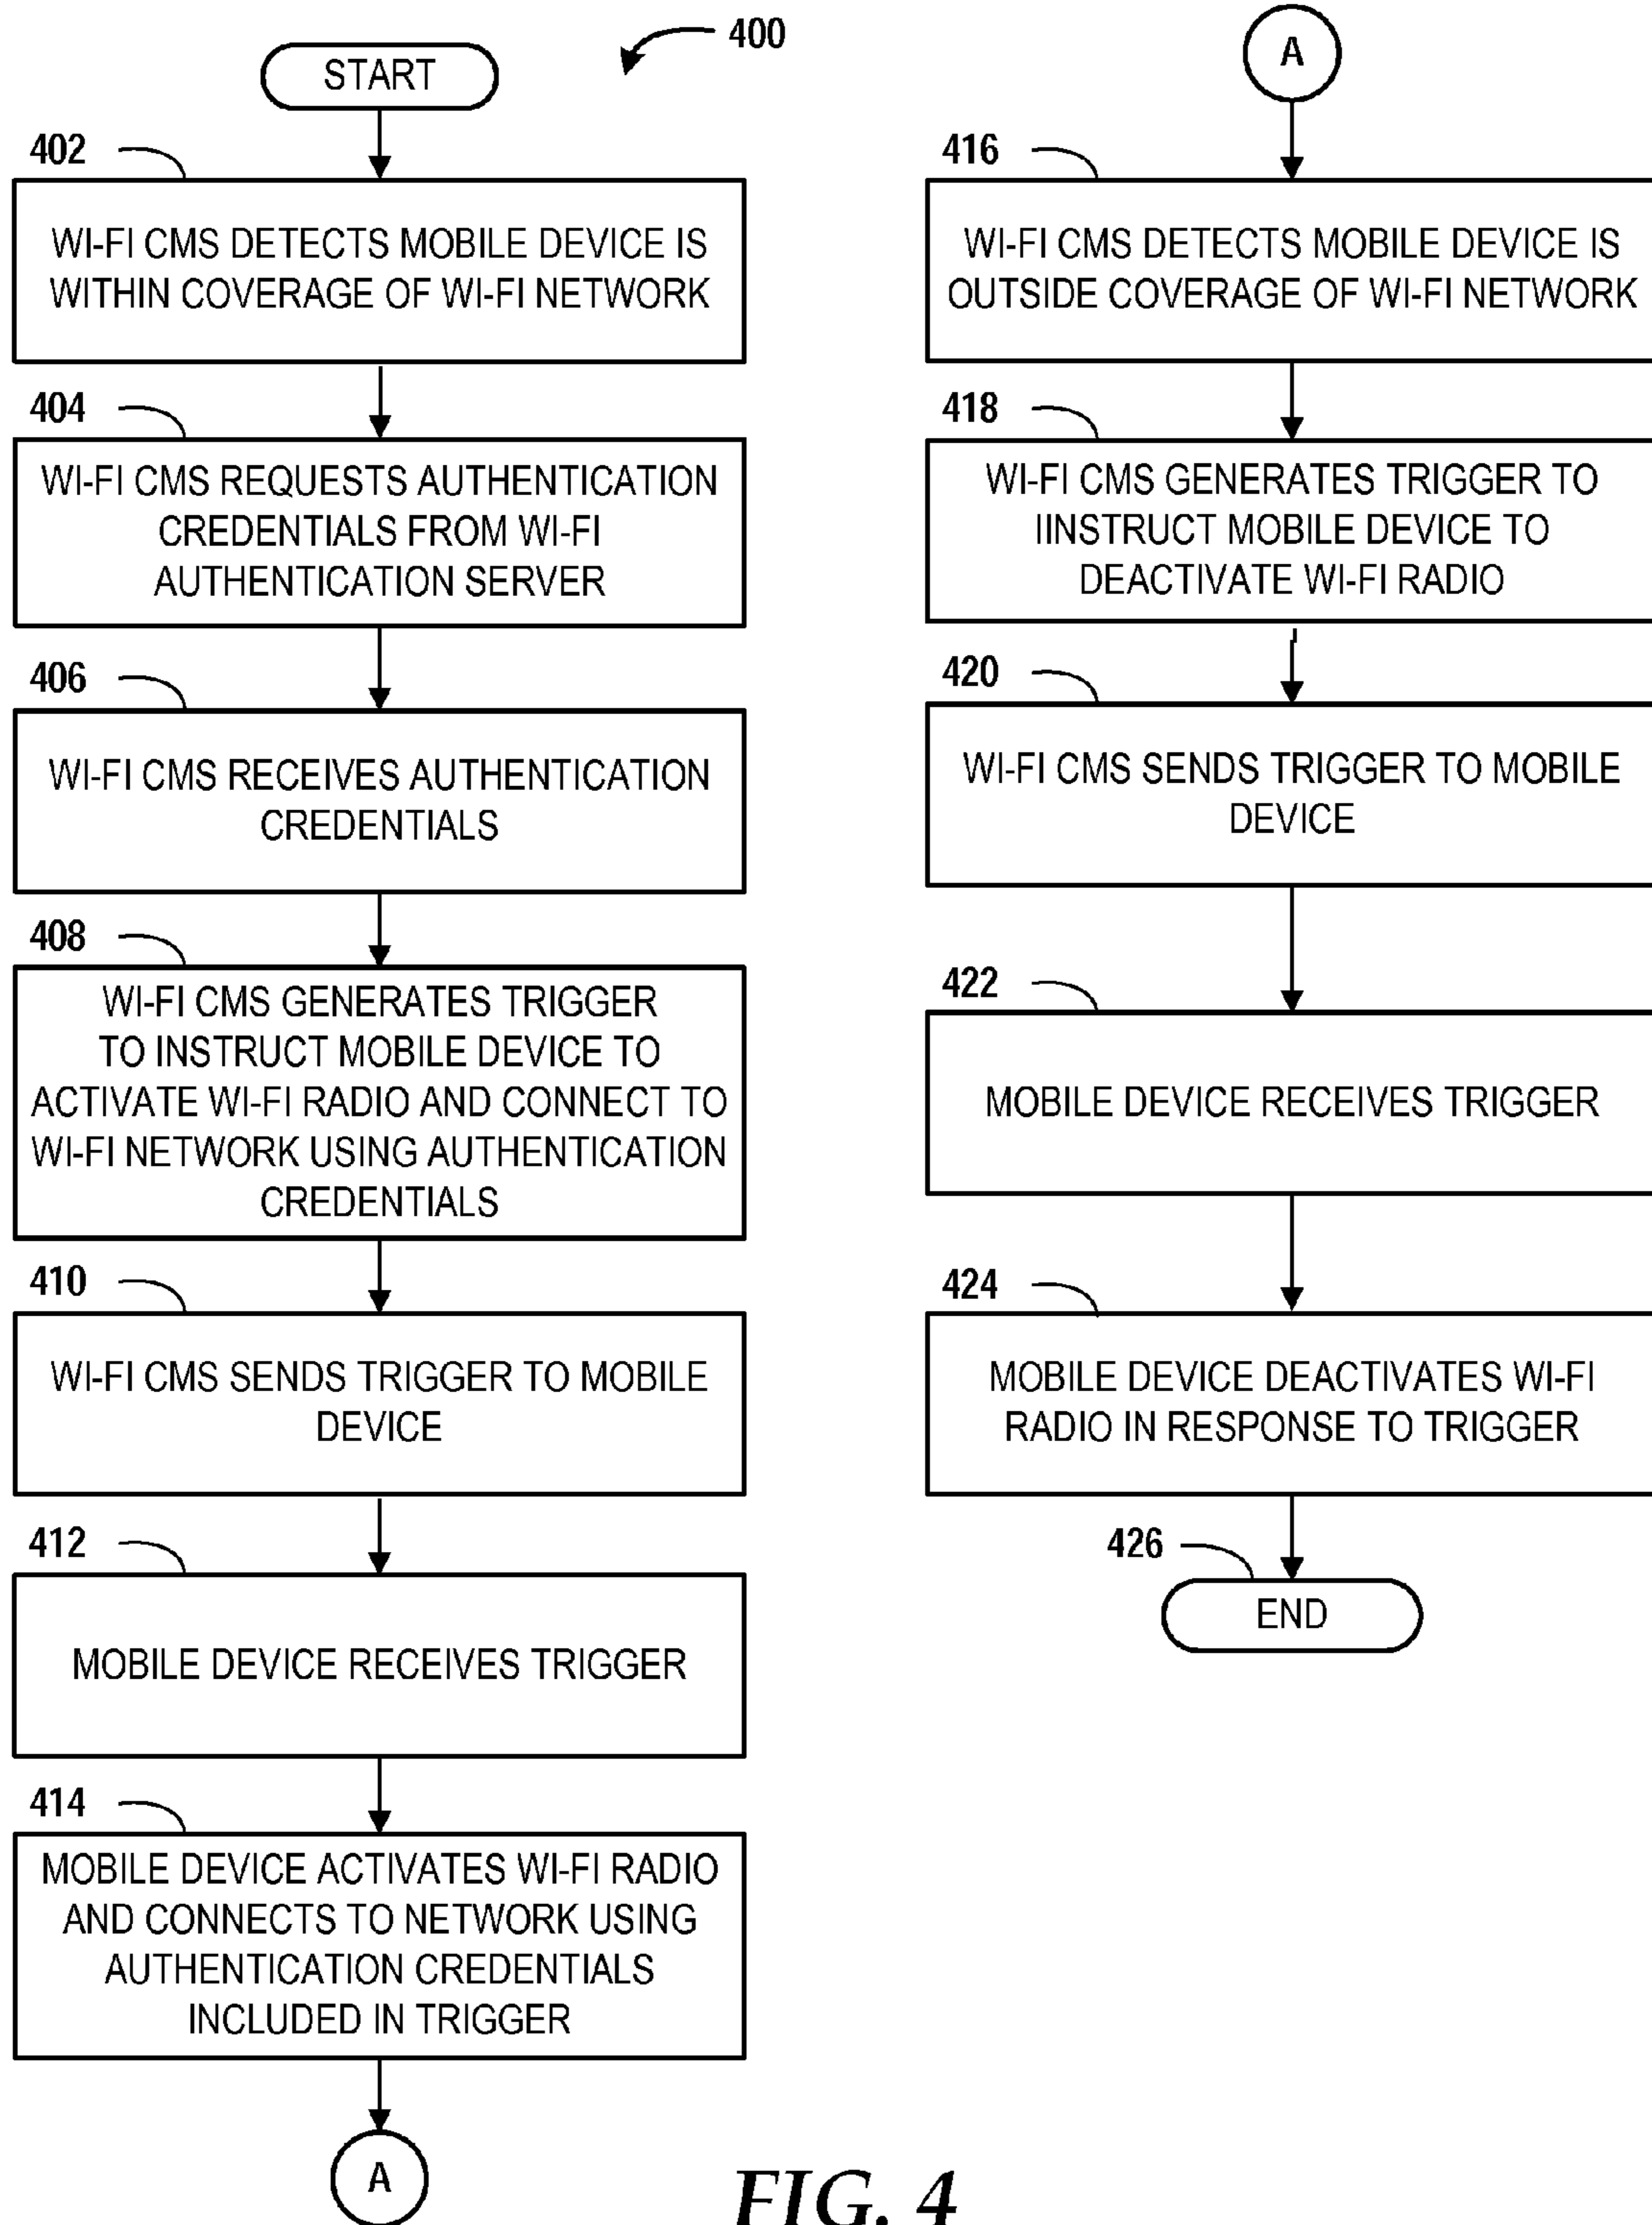 400
START
402
WI-FI CMS DETECTS MOBILE DEVICE IS
WITHIN COVERAGE OF WI-FI NETWORK
404
WI-FI CMS REQUESTS AUTHENTICATION
CREDENTIALS FROM WI-FI
AUTHENTICATION SERVER
406
WI-FI CMS RECEIVES AUTHENTICATION
CREDENTIALS
408
WI-FI CMS GENERATES TRIGGER
TO INSTRUCT MOBILE DEVICE TO
ACTIVATE WI-FI RADIO AND CONNECT TO
WI-FI NETWORK USING AUTHENTICATION
CREDENTIALS
410
WI-FI CMS SENDS TRIGGER TO MOBILE
DEVICE
412
MOBILE DEVICE RECEIVES TRIGGER
414
MOBILE DEVICE ACTIVATES WI-FI RADIO
AND CONNECTS TO NETWORK USING
AUTHENTICATION CREDENTIALS
INCLUDED IN TRIGGER
A
A
416
WI-FI CMS DETECTS MOBILE DEVICE IS
OUTSIDE COVERAGE OF WI-FI NETWORK
418
WI-FI CMS GENERATES TRIGGER TO
IINSTRUCT MOBILE DEVICE TO
DEACTIVATE WI-FI RADIO
420
WI-FI CMS SENDS TRIGGER TO MOBILE
DEVICE
422
MOBILE DEVICE RECEIVES TRIGGER
424
MOBILE DEVICE DEACTIVATES WI-FI
RADIO IN RESPONSE TO TRIGGER
426
END
FIG. 4